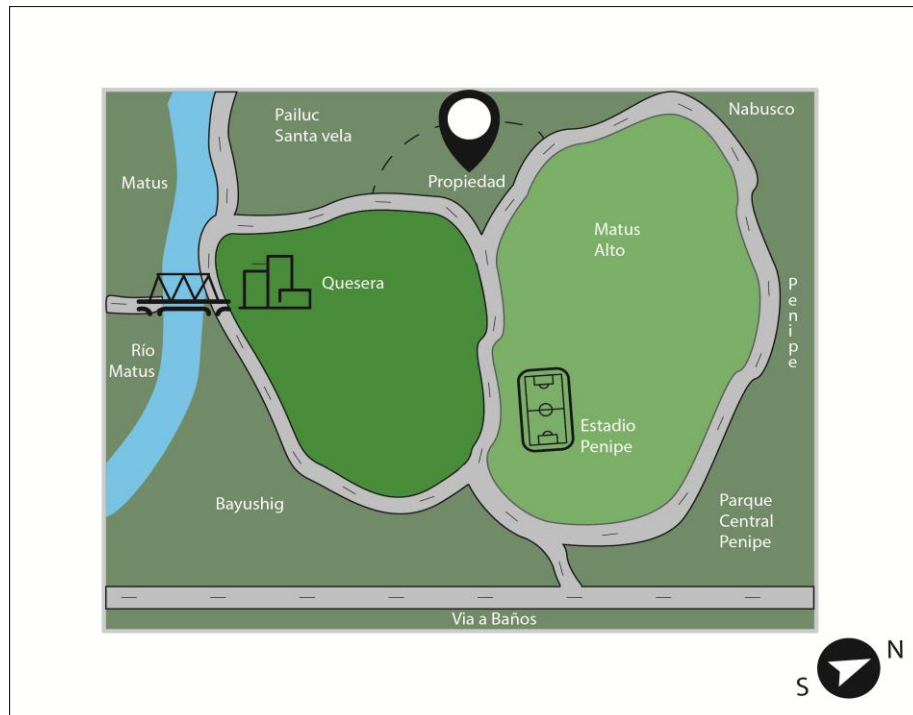 Nabusco
Pailuc
Santa vela
Matus
Propiedad
Matus
Alto
Quesera
Penipe
Río
Matus
Estadio
Penipe
Bayushig
Parque
Central
Penipe
Via a Baños
N
S